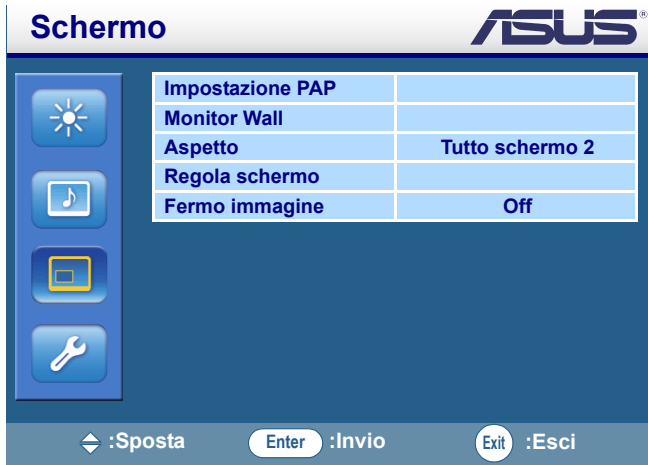 Schermo ASUS®
Impostazione PAP
Monitor Wall
Aspetto Tutto schermo 2
Regola schermo
Fermo immagine Off
:Sposta Enter :Invio Exit :Esci